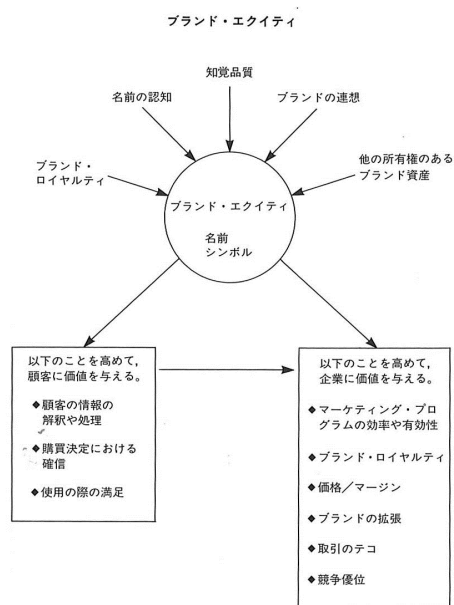 ブランド・エクイティ
知覚品質
名前の認知
ブランドの連想
ブランド・
ロイヤルティ
他の所有権のある
ブランド資産
ブランド・エクイティ
名前
シンボル
以下のことを高めて，
顧客に価値を与える。
◆顧客の情報の
解釈や処理
◆購買決定における
確信
◆使用の際の満足
以下のことを高めて，
企業に価値を与える。
◆マーケティング・プロ
グラムの効率や有効性
◆ブランド・ロイヤルティ
◆価格／マージン
◆ブランドの拡張
◆取引のテコ
◆競争優位